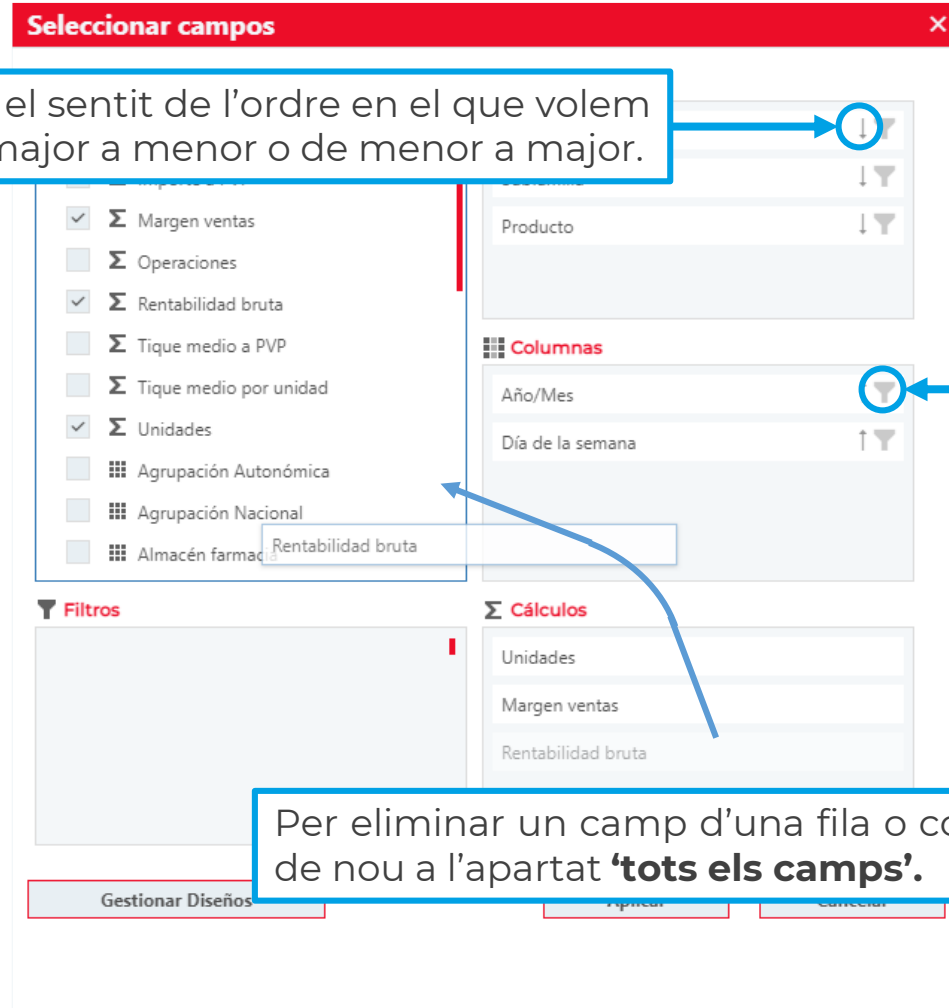 Seleccionar campos
el sentit de l’ordre en el que volem
major a menor o de menor a major.
Margen ventas
Operaciones
Rentabilidad bruta
Tique medio a PVP
Tique medio por unidad
Unidades
Agrupación Autonómica
Agrupación Nacional
Almacén farmacia
Rentabilidad bruta
Producto
Columnas
Año/Mes
Día de la semana
Filtros
Cálculos
Unidades
Margen ventas
Rentabilidad bruta
Per eliminar un camp d’una fila o co
de nou a l’apartat ‘tots els camps’.
Gestionar Diseños
Aplicar
Cancelar